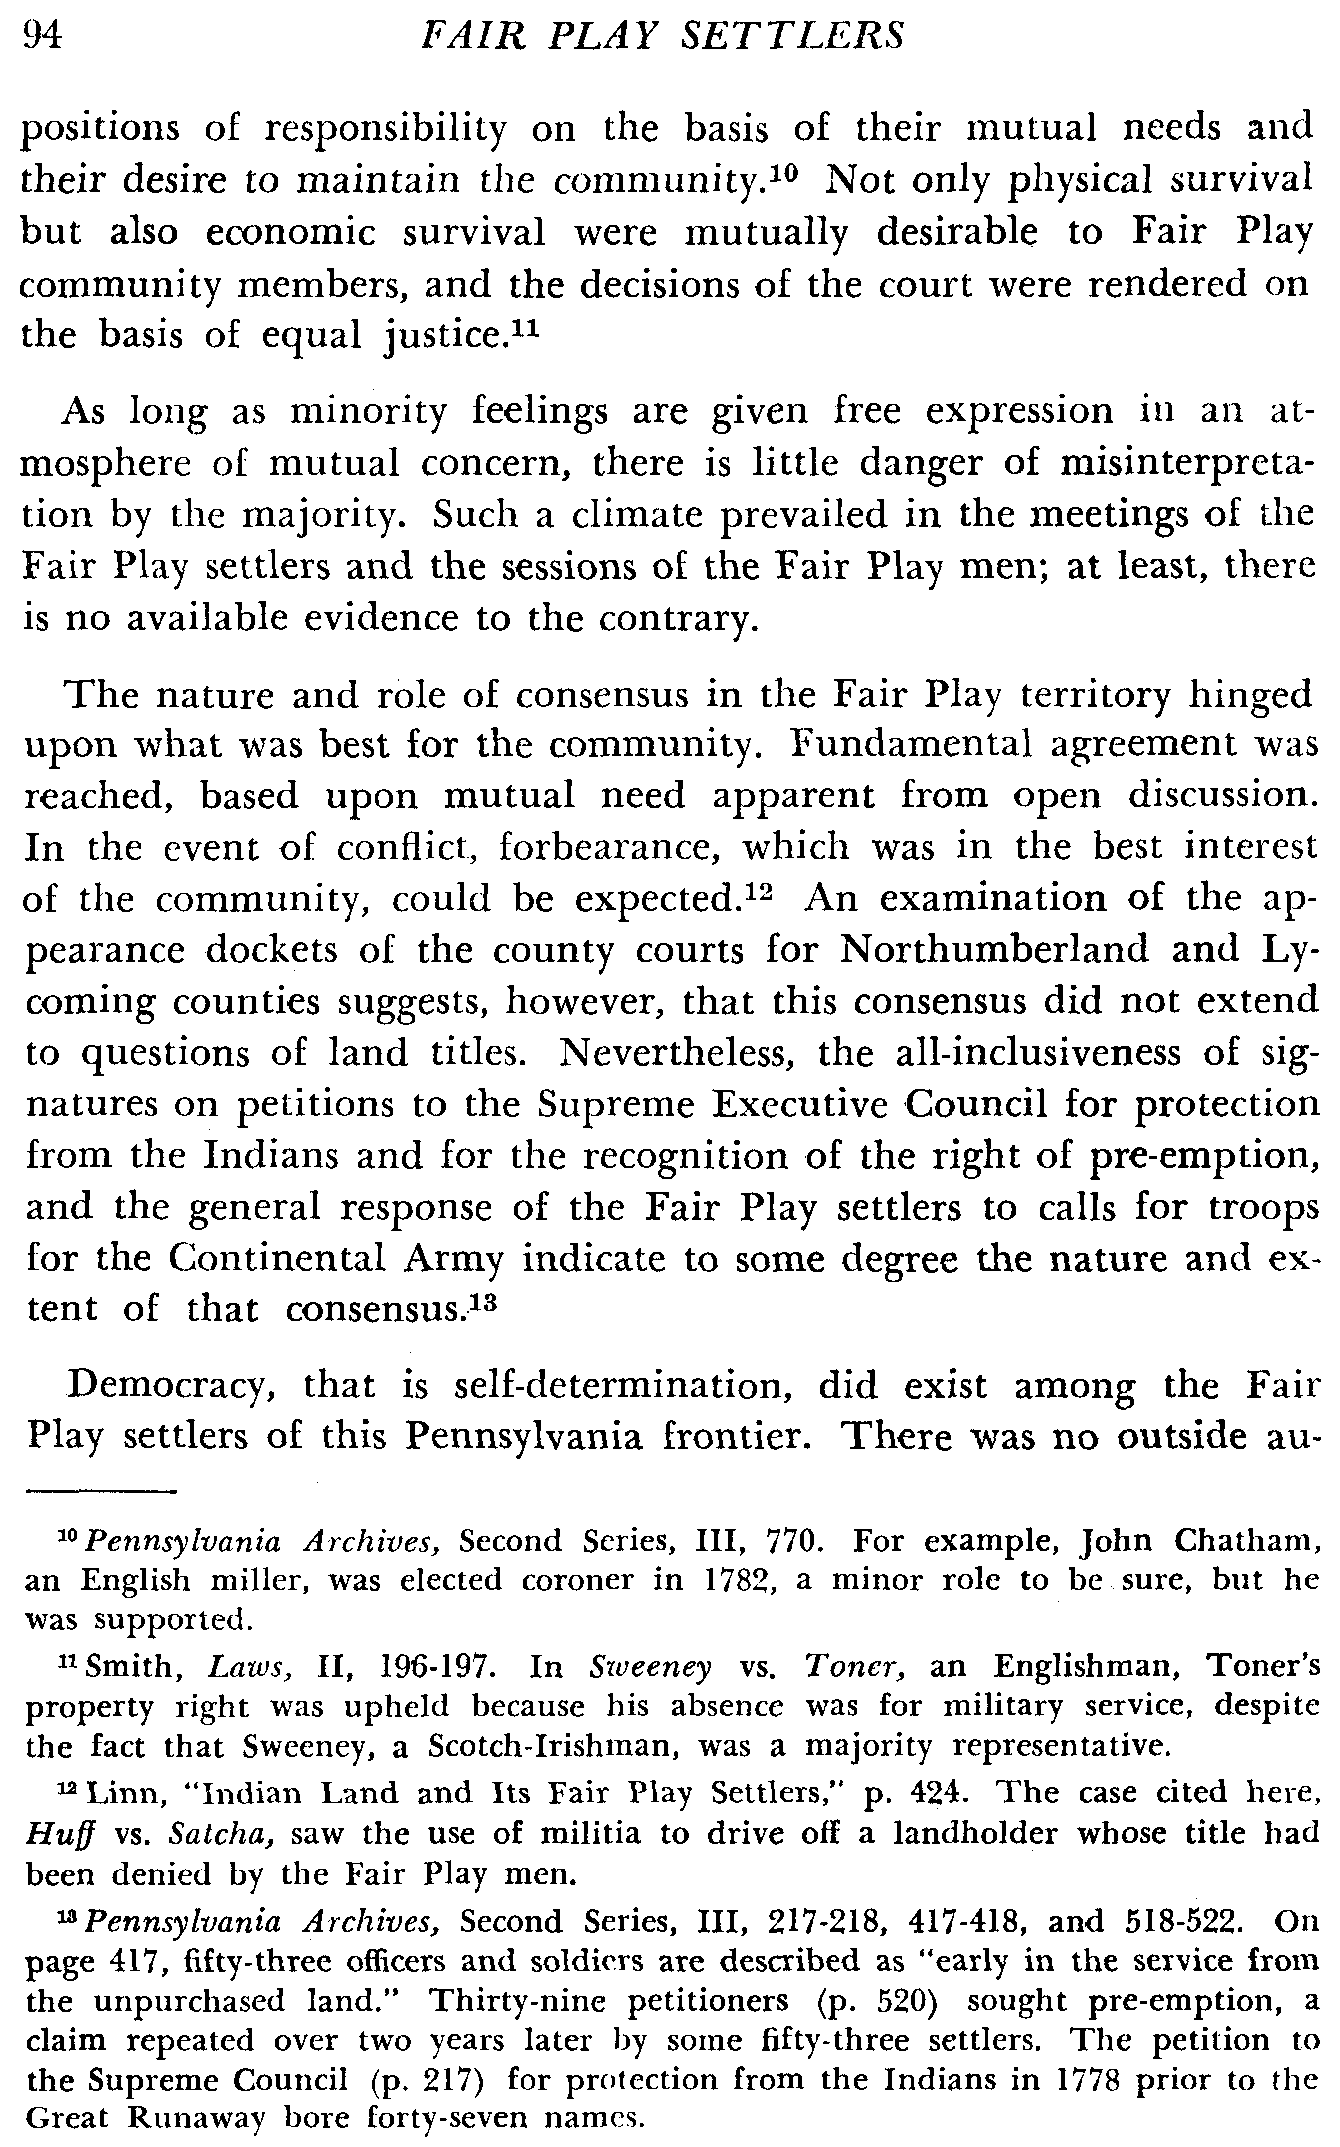 94 FAIR PLAY SETTLERS
positions of responsibility on the basis of their mutual needs and
their desire to maintain the community.¹⁰ Not only physical survival
but also economic survival were mutually desirable to Fair Play
community members, and the decisions of the court were rendered on
the basis of equal justice.¹¹
As long as minority feelings are given free expression in an at-
mosphere of mutual concern, there is little danger of misinterpreta-
tion by the majority. Such a climate prevailed in the meetings of the
Fair Play settlers and the sessions of the Fair Play men; at least, there
is no available evidence to the contrary.
The nature and role of consensus in the Fair Play territory hinged
upon what was best for the community. Fundamental agreement was
reached, based upon mutual need apparent from open discussion.
In the event of conflict, forbearance, which was in the best interest
of the community, could be expected.¹² An examination of the ap-
pearance dockets of the county courts for Northumberland and Ly-
coming counties suggests, however, that this consensus did not extend
to questions of land titles. Nevertheless, the all-inclusiveness of sig-
natures on petitions to the Supreme Executive Council for protection
from the Indians and for the recognition of the right of pre-emption,
and the general response of the Fair Play settlers to calls for troops
for the Continental Army indicate to some degree the nature and ex-
tent of that consensus.¹³
Democracy, that is self-determination, did exist among the Fair
Play settlers of this Pennsylvania frontier. There was no outside au-
¹⁰ Pennsylvania Archives, Second Series, III, 770. For example, John Chatham,
an English miller, was elected coroner in 1782, a minor role to be sure, but he
was supported.
¹¹ Smith, Laws, II, 196-197. In Sweeney vs. Toner, an Englishman, Toner's
property right was upheld because his absence was for military service, despite
the fact that Sweeney, a Scotch-Irishman, was a majority representative.
¹² Linn, "Indian Land and Its Fair Play Settlers," p. 424. The case cited here,
Huff vs. Satcha, saw the use of militia to drive off a landholder whose title had
been denied by the Fair Play men.
¹³ Pennsylvania Archives, Second Series, III, 217-218, 417-418, and 518-522. On
page 417, fifty-three officers and soldiers are described as "early in the service from
the unpurchased land." Thirty-nine petitioners (p. 520) sought pre-emption, a
claim repeated over two years later by some fifty-three settlers. The petition to
the Supreme Council (p. 217) for protection from the Indians in 1778 prior to the
Great Runaway bore forty-seven names.